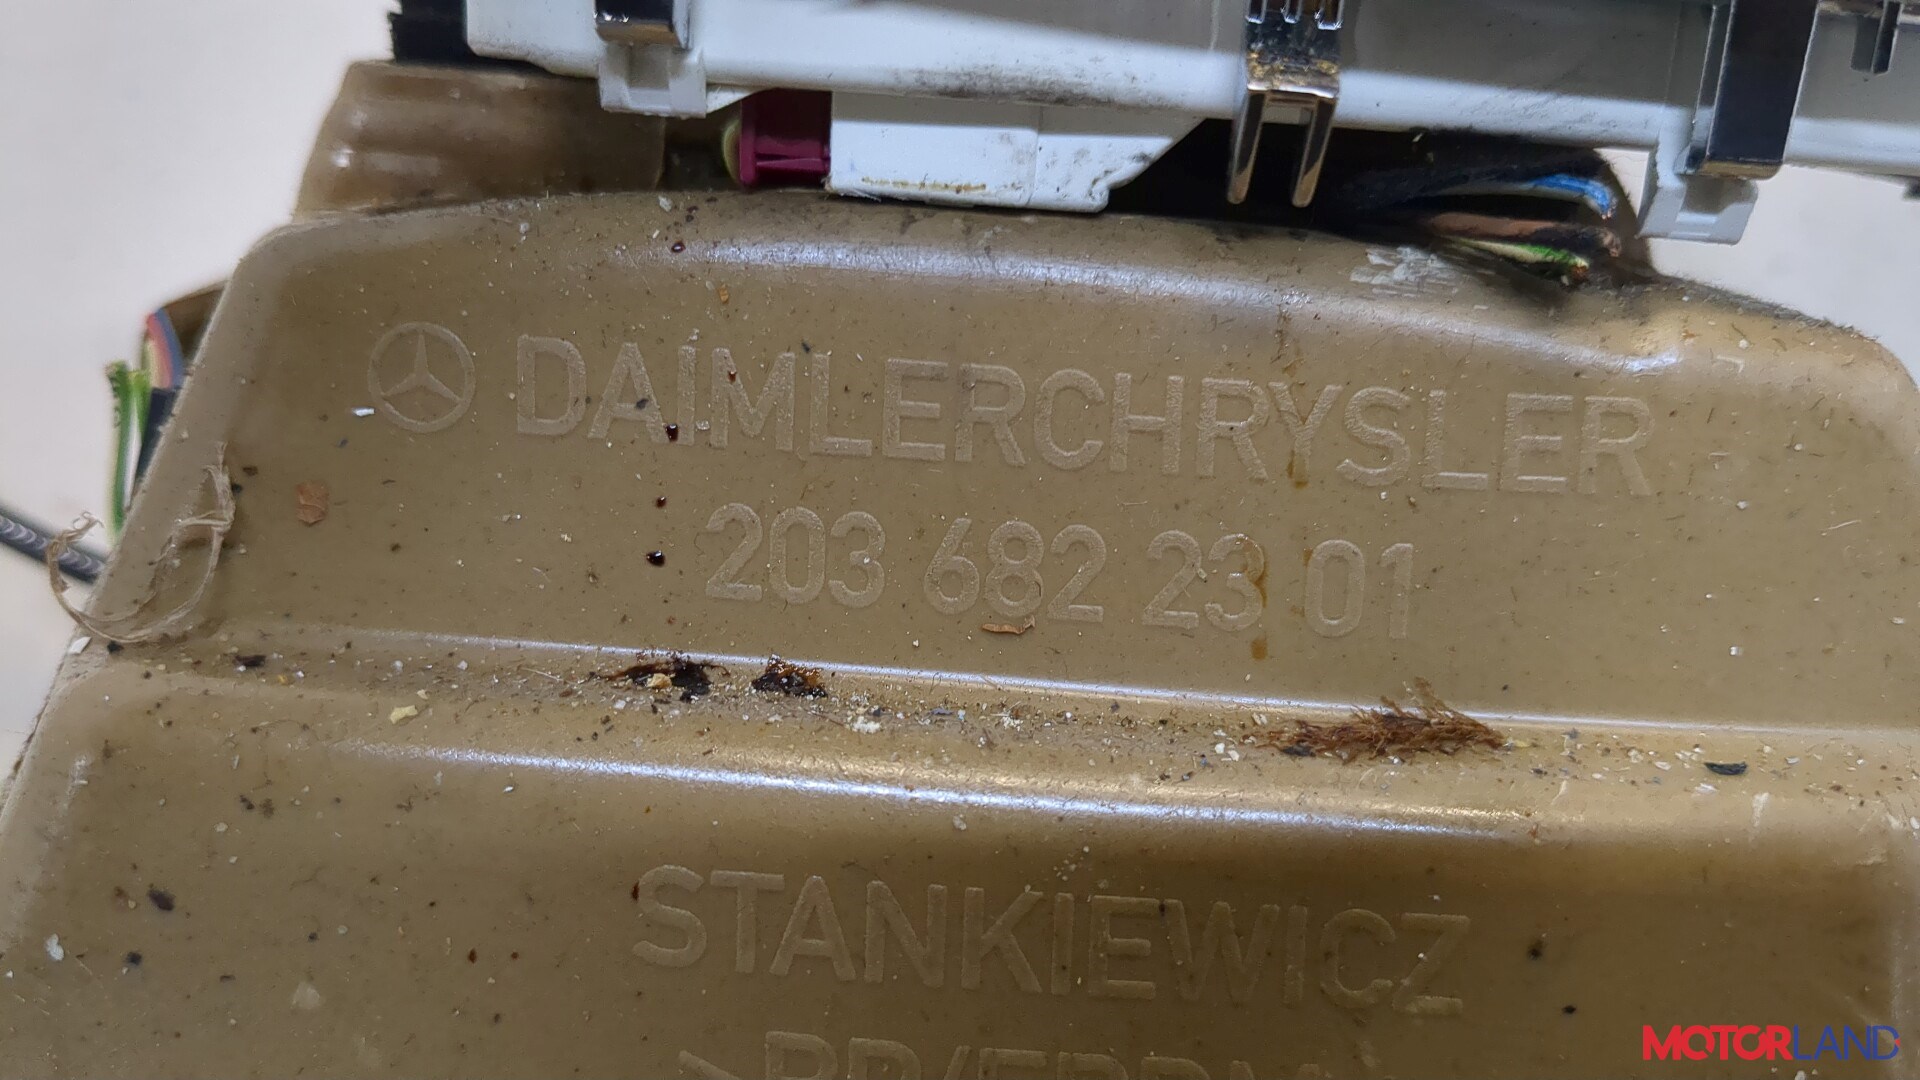 DAIMLERCHRYSLER
203 682 23 01
STANKIEWICZ
MOTORLAND